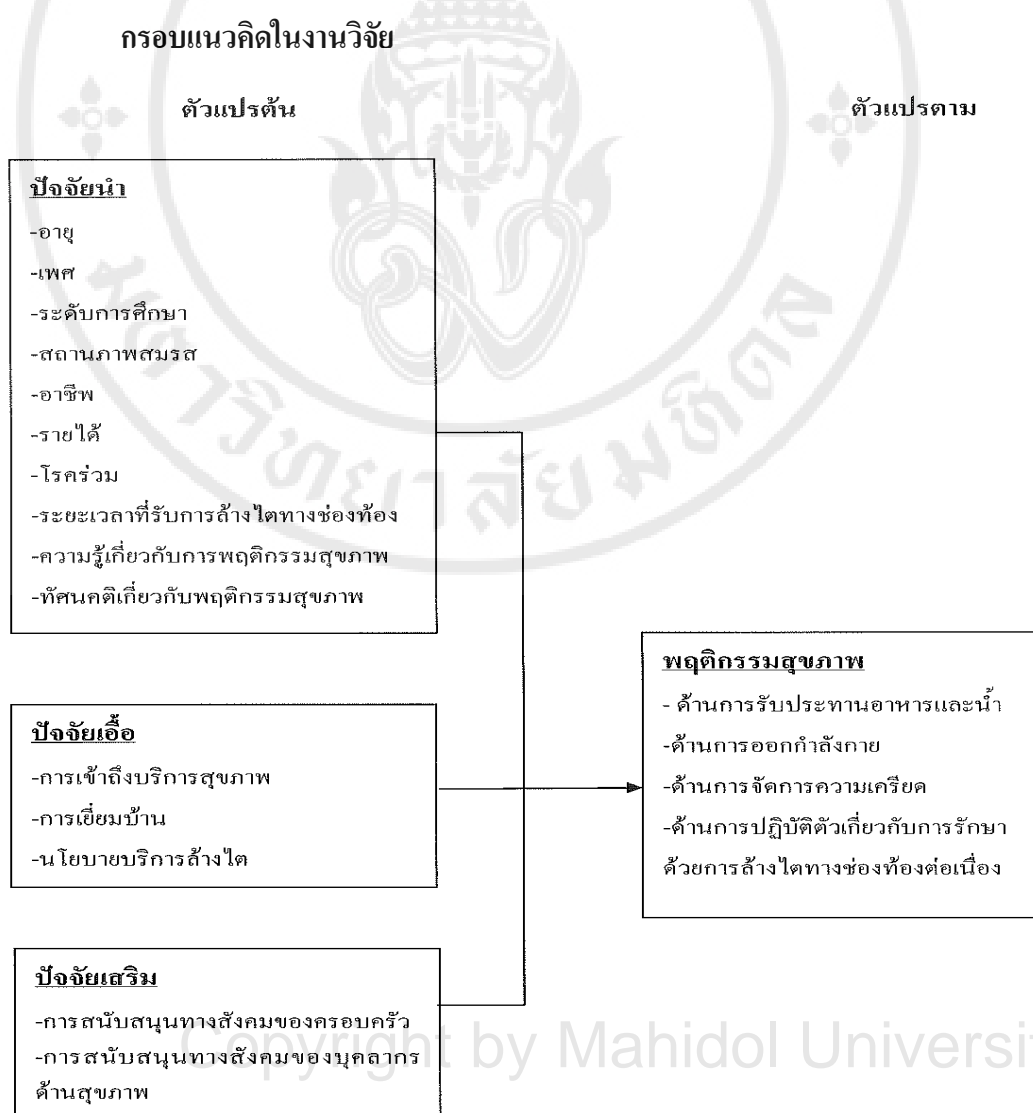 กรอบแนวคิดในงานวิจัย
ตัวแปรต้น
ตัวแปรตาม
ปัจจัยนำ
-อายุ
-เพศ
-ระดับการศึกษา
-สถานภาพสมรส
-อาชีพ
-รายได้
-โรคร่วม
-ระยะเวลาที่รับการล้างไตทางช่องท้อง
-ความรู้เกี่ยวกับการพฤติกรรมสุขภาพ
-ทัศนคติเกี่ยวกับพฤติกรรมสุขภาพ
ปัจจัยเอื้อ
-การเข้าถึงบริการสุขภาพ
-การเยี่ยมบ้าน
-นโยบายบริการล้างไต
ปัจจัยเสริม
-การสนับสนุนทางสังคมของครอบครัว
-การสนับสนุนทางสังคมของบุคลากร
ด้านสุขภาพ
พฤติกรรมสุขภาพ
- ด้านการรับประทานอาหารและน้ำ
-ด้านการออกกำลังกาย
-ด้านการจัดการความเครียด
-ด้านการปฏิบัติตัวเกี่ยวกับการรักษา
ด้วยการล้างไตทางช่องท้องต่อเนื่อง
มหาวิทยาลัยมหิดล
Copyright by Mahidol Universi